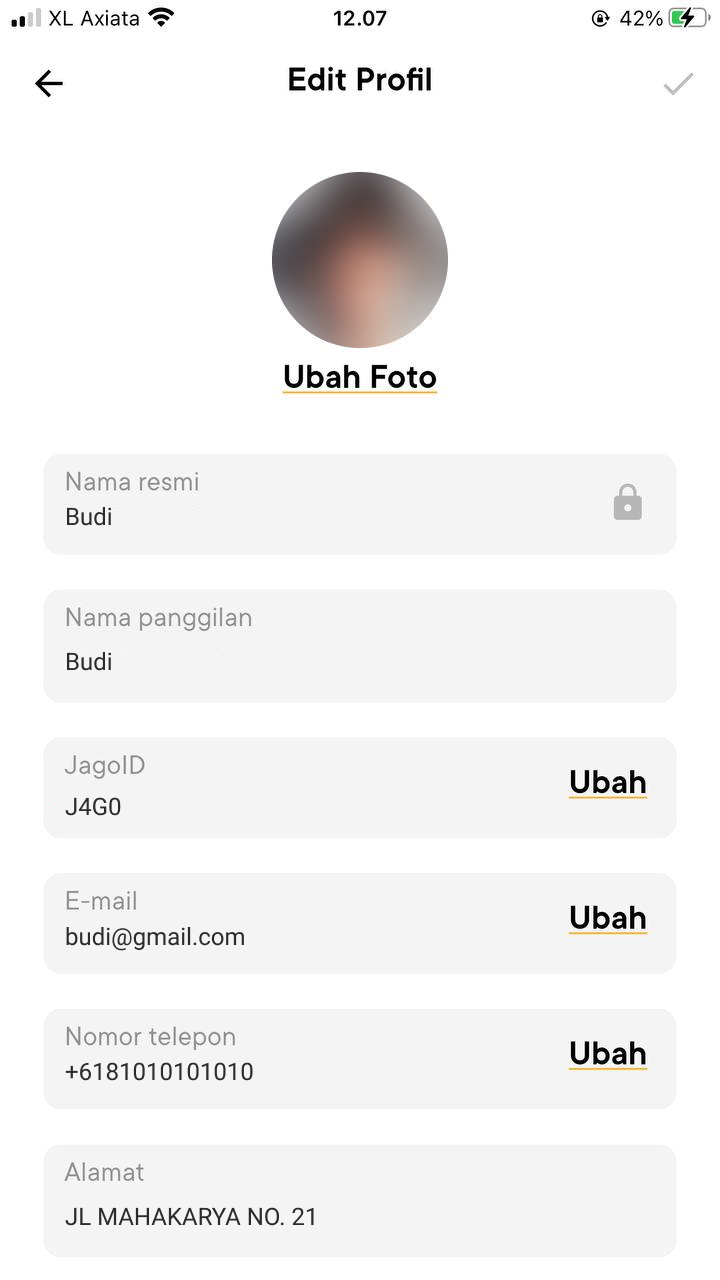 XL Axiata 12.07 42%
Edit Profil
Ubah Foto
Nama resmi
Budi
Nama panggilan
Budi
JagoID
J4G0
Ubah
E-mail
budi@gmail.com
Ubah
Nomor telepon
+6181010101010
Ubah
Alamat
JL MAHAKARYA NO. 21